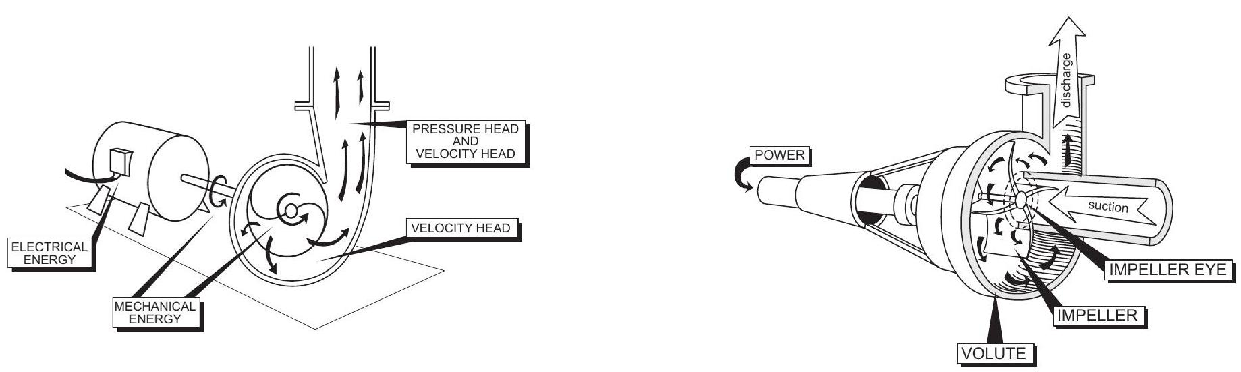 PRESSURE HEAD
AND
VELOCITY HEAD
VELOCITY HEAD
ELECTRICAL
ENERGY
MECHANICAL
ENERGY
discharge
POWER
suction
IMPELLER EYE
IMPELLER
VOLUTE